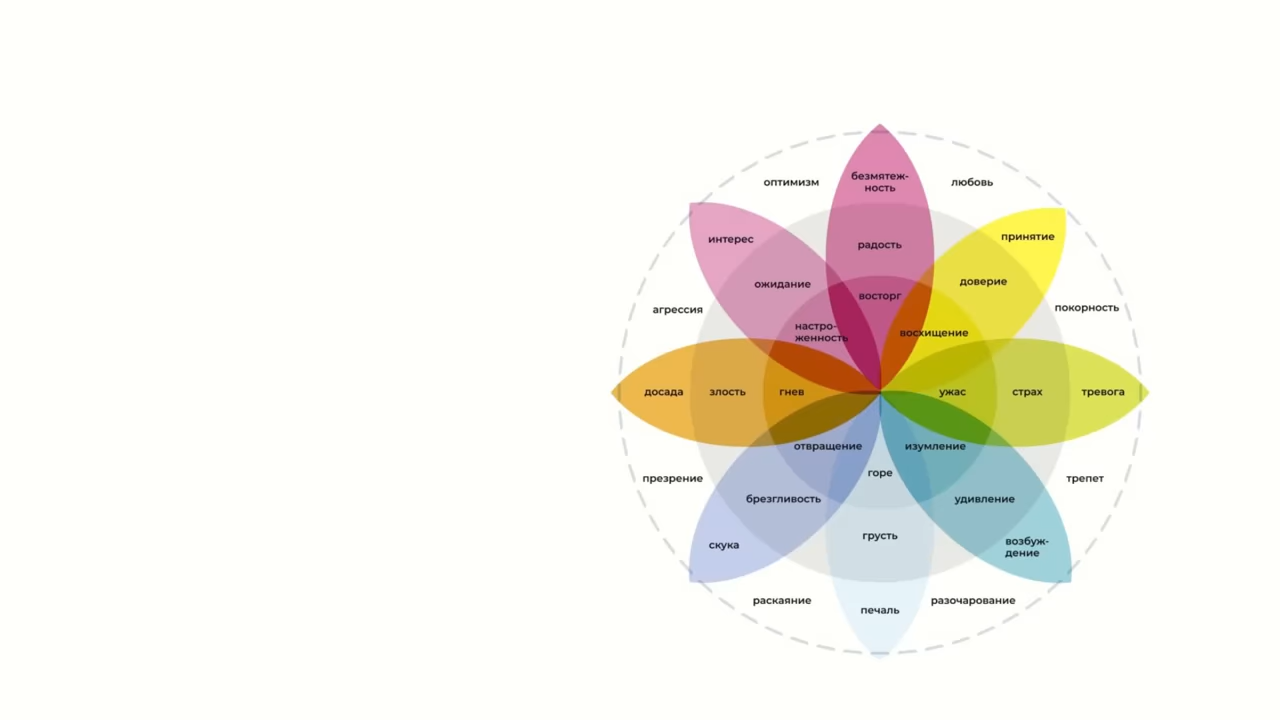 безмятеж-
ность
оптимизм
любовь
интерес
принятие
радость
ожидание
доверие
восторг
агрессия
покорность
настро-
женность
восхищение
досада
злость
гнев
ужас
страх
тревога
отвращение
изумление
горе
презрение
трепет
брезгливость
удивление
грусть
скука
возбуж-
дение
раскаяние
печаль
разочарование